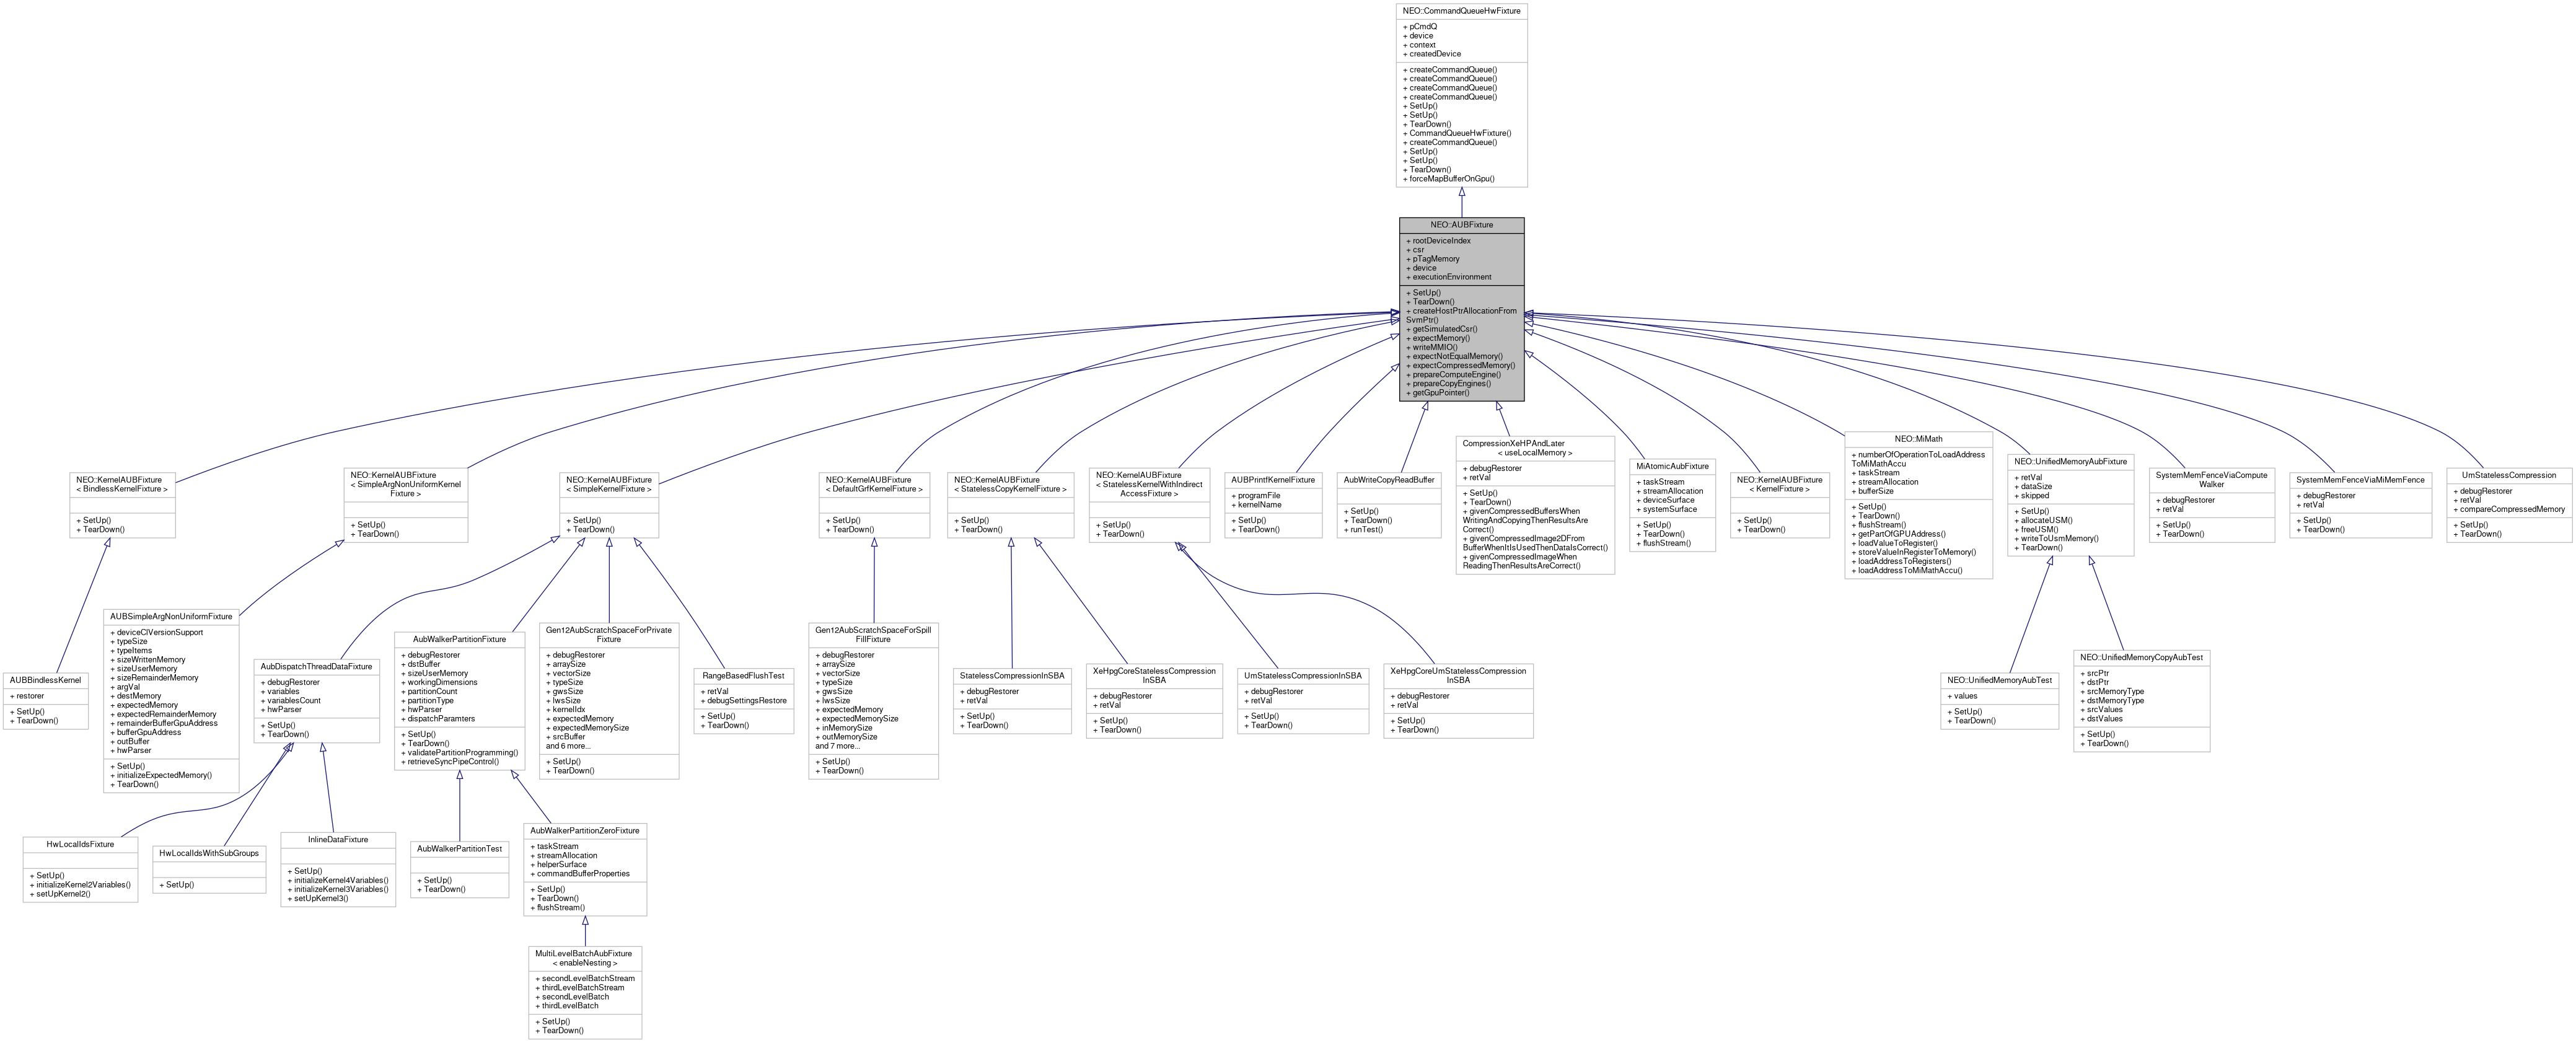 NEO::CommandQueueHwFixture
+ pCmdQ
+ device
+ context
+ createdDevice
+ createCommandQueue()
+ createCommandQueue()
+ createCommandQueue()
+ createCommandQueue()
+ SetUp()
+ SetUp()
+ TearDown()
+ CommandQueueHwFixture()
+ createCommandQueue()
+ SetUp()
+ SetUp()
+ TearDown()
+ forceMapBufferOnGpu()
NEO::AUBFixture
+ rootDeviceIndex
+ csr
+ pTagMemory
+ device
+ executionEnvironment
+ SetUp()
+ TearDown()
+ createHostPtrAllocationFrom
SvmPtr()
+ getSimulatedCsr()
+ expectMemory()
+ writeMMIO()
+ expectNotEqualMemory()
+ expectCompressedMemory()
+ prepareComputeEngine()
+ prepareCopyEngines()
+ getGpuPointer()
NEO::KernelAUBFixture
< BindlessKernelFixture >
+ SetUp()
+ TearDown()
NEO::KernelAUBFixture
< SimpleArgNonUniformKernel
Fixture >
+ SetUp()
+ TearDown()
NEO::KernelAUBFixture
< SimpleKernelFixture >
+ SetUp()
+ TearDown()
NEO::KernelAUBFixture
< DefaultGrfKernelFixture >
+ SetUp()
+ TearDown()
NEO::KernelAUBFixture
< StatelessCopyKernelFixture >
+ SetUp()
+ TearDown()
NEO::KernelAUBFixture
< StatelessKernelWithIndirect
AccessFixture >
+ SetUp()
+ TearDown()
AUBPrintfKernelFixture
+ programFile
+ kernelName
+ SetUp()
+ TearDown()
AubWriteCopyReadBuffer
+ SetUp()
+ TearDown()
+ runTest()
CompressionXeHPAndLater
< useLocalMemory >
+ debugRestorer
+ retVal
+ SetUp()
+ TearDown()
+ givenCompressedBuffersWhen
WritingAndCopyingThenResultsAre
Correct()
+ givenCompressedImage2DFrom
BufferWhenItIsUsedThenDataIsCorrect()
+ givenCompressedImageWhen
ReadingThenResultsAreCorrect()
MiAtomicAubFixture
+ taskStream
+ streamAllocation
+ deviceSurface
+ systemSurface
+ SetUp()
+ TearDown()
+ flushStream()
NEO::KernelAUBFixture
< KernelFixture >
+ SetUp()
+ TearDown()
NEO::MiMath
+ numberOfOperationToLoadAddress
ToMiMathAccu
+ taskStream
+ streamAllocation
+ bufferSize
+ SetUp()
+ TearDown()
+ flushStream()
+ getPartOfGPUAddress()
+ loadValueToRegister()
+ storeValueInRegisterToMemory()
+ loadAddressToRegisters()
+ loadAddressToMiMathAccu()
NEO::UnifiedMemoryAubFixture
+ retVal
+ dataSize
+ skipped
+ SetUp()
+ allocateUSM()
+ freeUSM()
+ writeToUsmMemory()
+ TearDown()
SystemMemFenceViaCompute
Walker
+ debugRestorer
+ retVal
+ SetUp()
+ TearDown()
SystemMemFenceViaMiMemFence
+ debugRestorer
+ retVal
+ SetUp()
+ TearDown()
UmStatelessCompression
+ debugRestorer
+ retVal
+ compareCompressedMemory
+ SetUp()
+ TearDown()
AUBBindlessKernel
+ restorer
+ SetUp()
+ TearDown()
AUBSimpleArgNonUniformFixture
+ deviceClVersionSupport
+ typeSize
+ typeItems
+ sizeWrittenMemory
+ sizeUserMemory
+ sizeRemainderMemory
+ argVal
+ destMemory
+ expectedMemory
+ expectedRemainderMemory
+ remainderBufferGpuAddress
+ bufferGpuAddress
+ outBuffer
+ hwParser
+ SetUp()
+ initializeExpectedMemory()
+ TearDown()
AubDispatchThreadDataFixture
+ debugRestorer
+ variables
+ variablesCount
+ hwParser
+ SetUp()
+ TearDown()
AubWalkerPartitionFixture
+ debugRestorer
+ dstBuffer
+ sizeUserMemory
+ workingDimensions
+ partitionCount
+ partitionType
+ hwParser
+ dispatchParamters
+ SetUp()
+ TearDown()
+ validatePartitionProgramming()
+ retrieveSyncPipeControl()
Gen12AubScratchSpaceForPrivate
Fixture
+ debugRestorer
+ arraySize
+ vectorSize
+ typeSize
+ gwsSize
+ lwsSize
+ kernelIdx
+ expectedMemory
+ expectedMemorySize
+ srcBuffer
and 6 more...
+ SetUp()
+ TearDown()
RangeBasedFlushTest
+ retVal
+ debugSettingsRestore
+ SetUp()
+ TearDown()
Gen12AubScratchSpaceForSpill
FillFixture
+ debugRestorer
+ arraySize
+ vectorSize
+ typeSize
+ gwsSize
+ lwsSize
+ expectedMemory
+ expectedMemorySize
+ inMemorySize
+ outMemorySize
and 7 more...
+ SetUp()
+ TearDown()
StatelessCompressionInSBA
+ debugRestorer
+ retVal
+ SetUp()
+ TearDown()
XeHpgCoreStatelessCompression
InSBA
+ debugRestorer
+ retVal
+ SetUp()
+ TearDown()
UmStatelessCompressionInSBA
+ debugRestorer
+ retVal
+ SetUp()
+ TearDown()
XeHpgCoreUmStatelessCompression
InSBA
+ debugRestorer
+ retVal
+ SetUp()
+ TearDown()
NEO::UnifiedMemoryAubTest
+ values
+ SetUp()
+ TearDown()
NEO::UnifiedMemoryCopyAubTest
+ srcPtr
+ dstPtr
+ srcMemoryType
+ dstMemoryType
+ srcValues
+ dstValues
+ SetUp()
+ TearDown()
HwLocalIdsFixture
+ SetUp()
+ initializeKernel2Variables()
+ setUpKernel2()
HwLocalIdsWithSubGroups
+ SetUp()
InlineDataFixture
+ SetUp()
+ initializeKernel4Variables()
+ initializeKernel3Variables()
+ setUpKernel3()
AubWalkerPartitionTest
+ SetUp()
+ TearDown()
AubWalkerPartitionZeroFixture
+ taskStream
+ streamAllocation
+ helperSurface
+ commandBufferProperties
+ SetUp()
+ TearDown()
+ flushStream()
MultiLevelBatchAubFixture
< enableNesting >
+ secondLevelBatchStream
+ thirdLevelBatchStream
+ secondLevelBatch
+ thirdLevelBatch
+ SetUp()
+ TearDown()